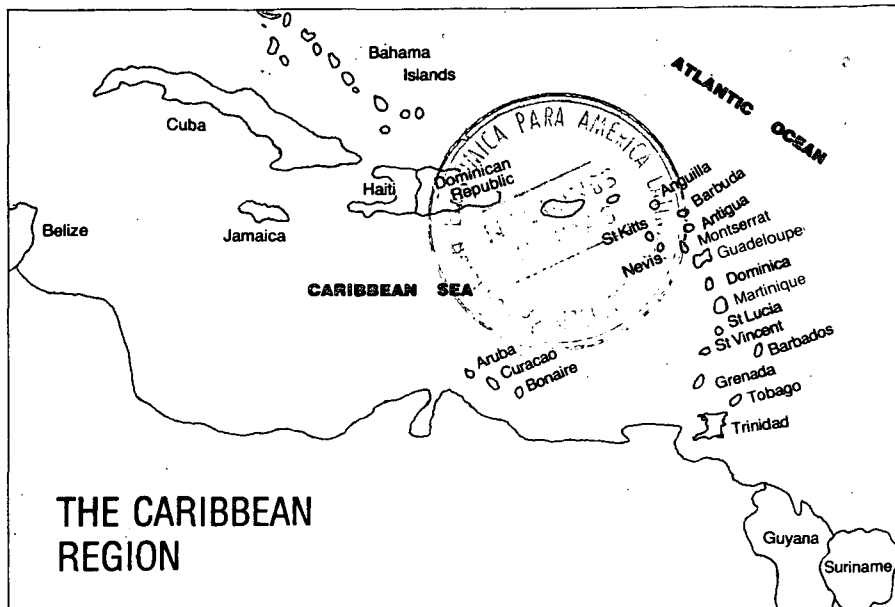 Bahama
Islands
ATLANTIC OCEAN
Cuba
MICA PARA AMERICA
Haiti
Dominican
Republic
Anguilla
Barbuda
Antigua
Montserrat
Guadeloupe
St Kitts
Nevis
Belize
Jamaica
CARIBBEAN SEA
Dominica
Martinique
St Lucia
St Vincent
Barbados
Aruba
Curacao
Bonaire
Grenada
Tobago
Trinidad
THE CARIBBEAN
REGION
Guyana
Suriname